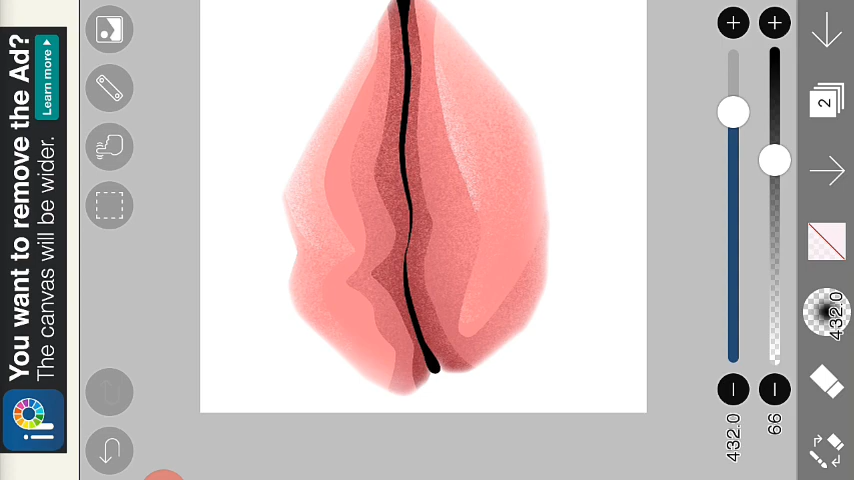 You want to remove the Ad?
The canvas will be wider.
Learn more ▸
iP
2
432.0
432.0
66